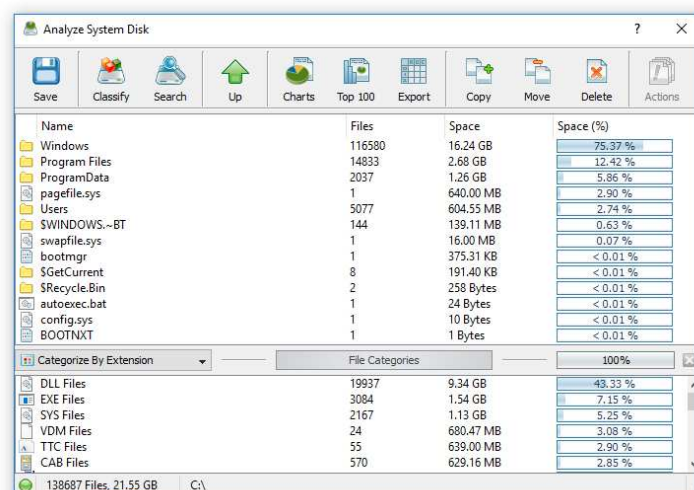 Analyze System Disk ?
Save Classify Search Up Charts Top 100 Export Copy Move Delete Actions
Name Files Space Space (%)
Windows 116580 16.24 GB 75.37 %
Program Files 14833 2.68 GB 12.42 %
ProgramData 2037 1.26 GB 5.86 %
pagefile.sys 1 640.00 MB 2.90 %
Users 5077 604.55 MB 2.74 %
$WINDOWS.~BT 144 139.11 MB 0.63 %
swapfile.sys 1 16.00 MB 0.07 %
bootmgr 1 375.31 KB < 0.01 %
$GetCurrent 8 191.40 KB < 0.01 %
$Recycle.Bin 2 258 Bytes < 0.01 %
autoexec.bat 1 24 Bytes < 0.01 %
config.sys 1 10 Bytes < 0.01 %
BOOTNXT 1 1 Bytes < 0.01 %
Categorize By Extension File Categories 100%
DLL Files 19937 9.34 GB 43.33 %
EXE Files 3084 1.54 GB 7.15 %
SYS Files 2167 1.13 GB 5.25 %
VDM Files 24 680.47 MB 3.08 %
TTC Files 55 639.00 MB 2.90 %
CAB Files 570 629.16 MB 2.85 %
138687 Files, 21.55 GB C:\